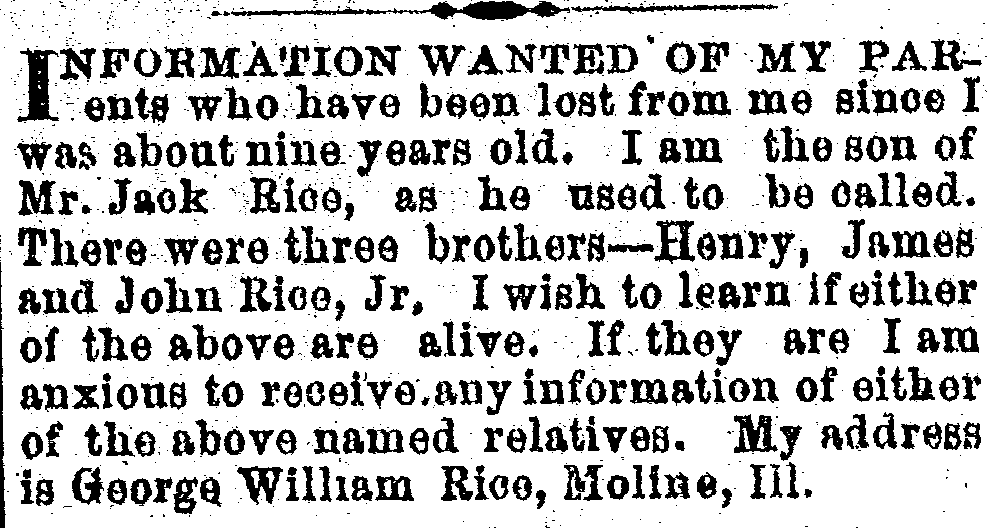 INFORMATION WANTED OF MY PAR-
ents who have been lost from me since I
was about nine years old. I am the son of
Mr. Jack Rice, as he used to be called.
There were three brothers—Henry, James
and John Rice, Jr. I wish to learn if either
of the above are alive. If they are I am
anxious to receive any information of either
of the above named relatives. My address
is George William Rice, Moline, Ill.